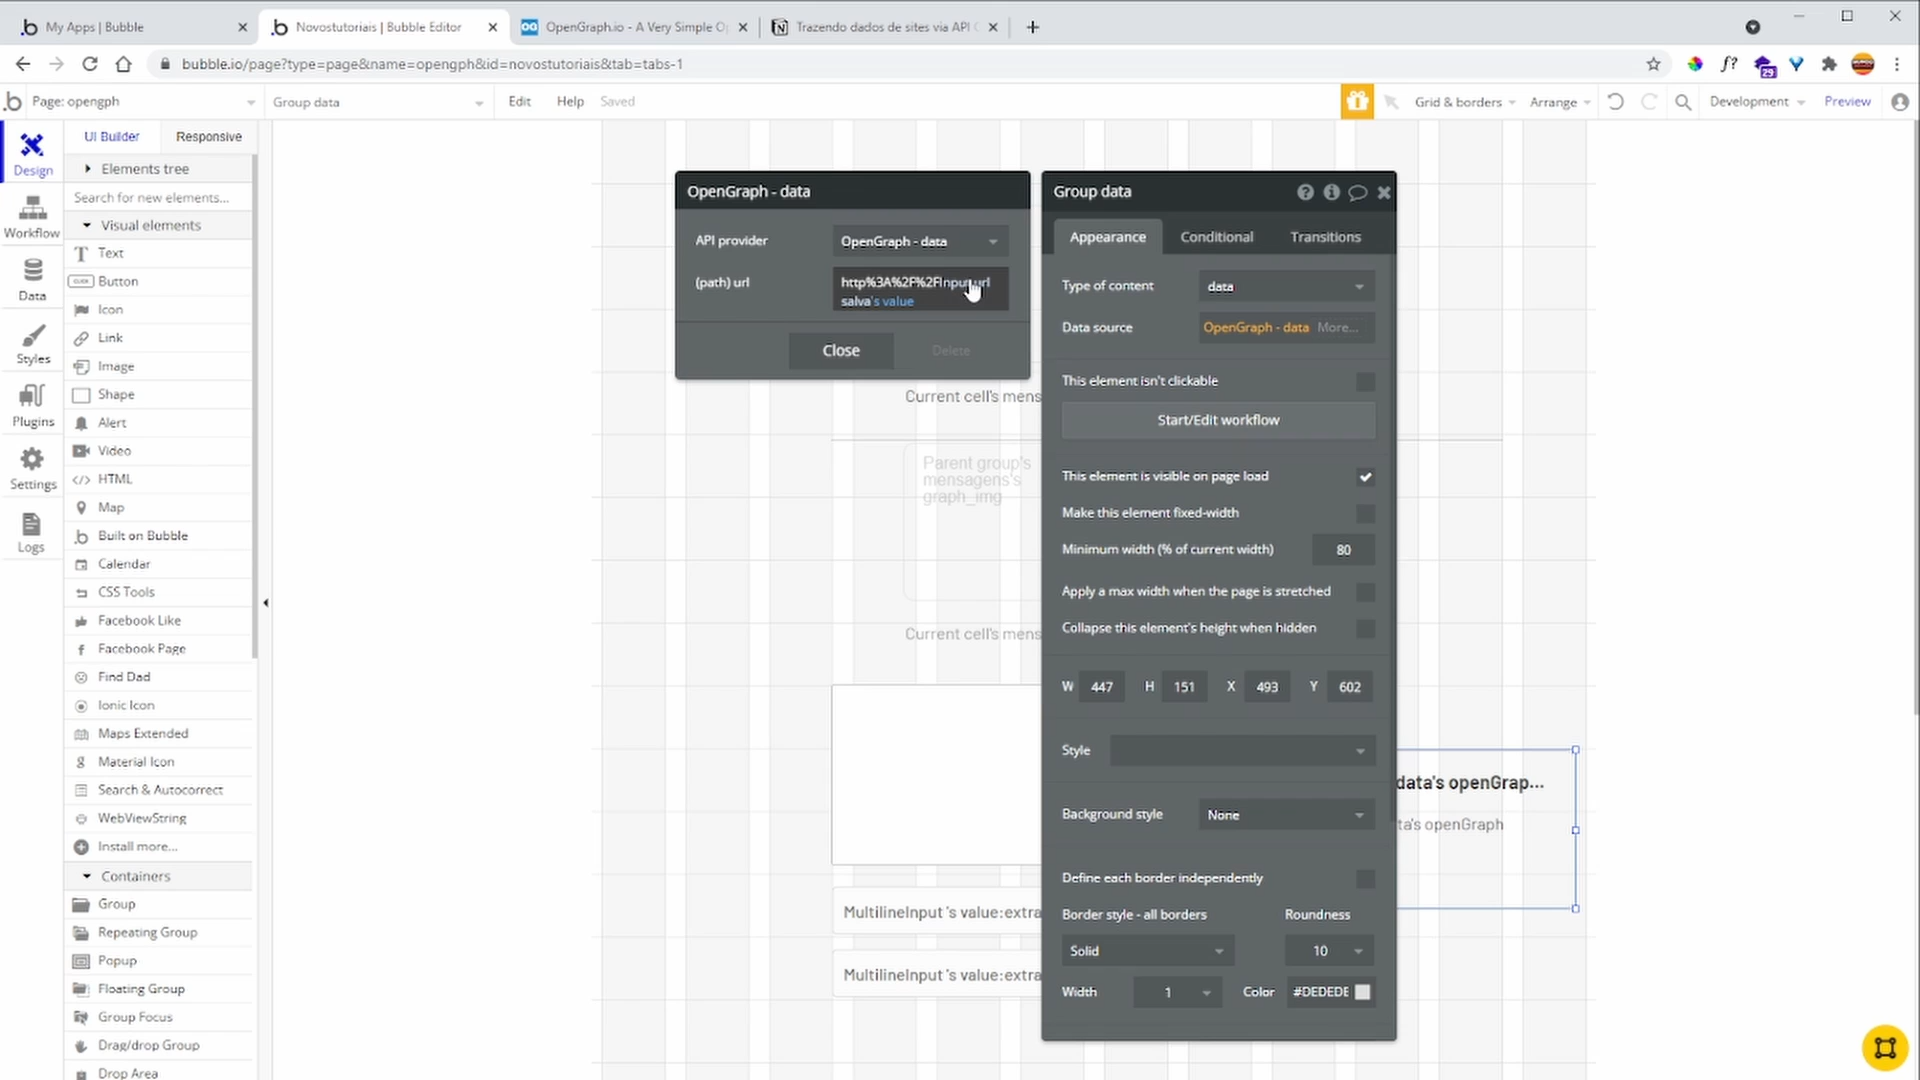 My Apps | Bubble
Novostutoriais | Bubble Editor
OpenGraph.io - A Very Simple O
Trazendo dados de sites via API
bubble.io/page?type=page&name=opengph&id=novostutoriais&tab=tabs-1
f?
29
Page: opengph
Group data
Edit
Help
Saved
Grid & borders
Arrange
Development
Preview
Design
Workflow
Data
Styles
Plugins
Settings
Logs
UI Builder
Responsive
Elements tree
Search for new elements...
Visual elements
Text
CLICK
Button
Icon
Link
Image
Shape
Alert
Video
HTML
Map
Built on Bubble
Calendar
CSS Tools
Facebook Like
Facebook Page
Find Dad
Ionic Icon
Maps Extended
Material Icon
Search & Autocorrect
WebViewString
Install more...
Containers
Group
Repeating Group
Popup
Floating Group
Group Focus
Drag/drop Group
Drop Area
OpenGraph - data
API provider
OpenGraph - data
(path) url
http%3A%2F%2FInput url
salva's value
Close
Delete
Current cell's mens
Parent group's
mensagens's
graph_img
Current cell's mens
MultilineInput 's value:extra
MultilineInput 's value:extra
Group data
Appearance
Conditional
Transitions
Type of content
data
Data source
OpenGraph - data More...
This element isn't clickable
Start/Edit workflow
This element is visible on page load
Make this element fixed-width
Minimum width (% of current width)
80
Apply a max width when the page is stretched
Collapse this element's height when hidden
W 447 H 151 X 493 Y 602
Style
Background style
None
Define each border independently
Border style - all borders
Roundness
Solid
10
Width
1
Color
#DEDEDE
data's openGrap...
ta's openGraph